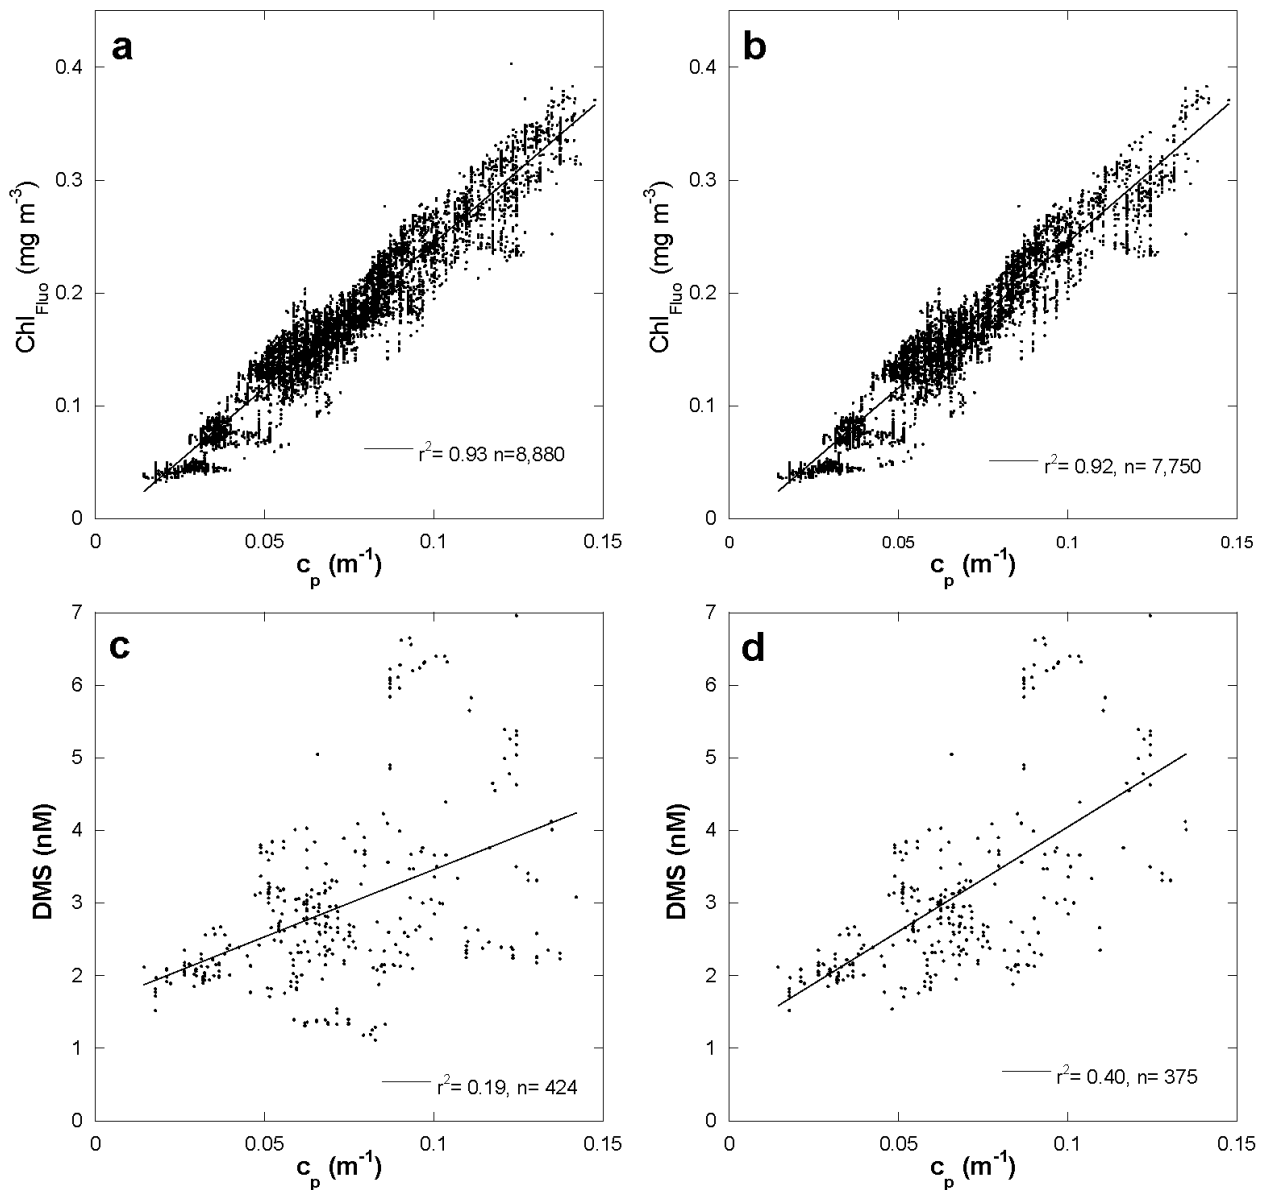 a
0.4
0.3
0.2
0.1
0
Chl_Fluo (mg m⁻³)
r²= 0.93 n=8,880
0 0.05 0.1 0.15
c_p (m⁻¹)
b
0.4
0.3
0.2
0.1
0
Chl_Fluo (mg m⁻³)
r²= 0.92, n= 7,750
0 0.05 0.1 0.15
c_p (m⁻¹)
c
7
6
5
4
3
2
1
0
DMS (nM)
r²= 0.19, n= 424
0 0.05 0.1 0.15
c_p (m⁻¹)
d
7
6
5
4
3
2
1
0
DMS (nM)
r²= 0.40, n= 375
0 0.05 0.1 0.15
c_p (m⁻¹)